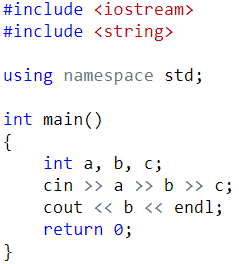 #include <iostream>
#include <string>

using namespace std;

int main()
{
    int a, b, c;
    cin >> a >> b >> c;
    cout << b << endl;
    return 0;
}